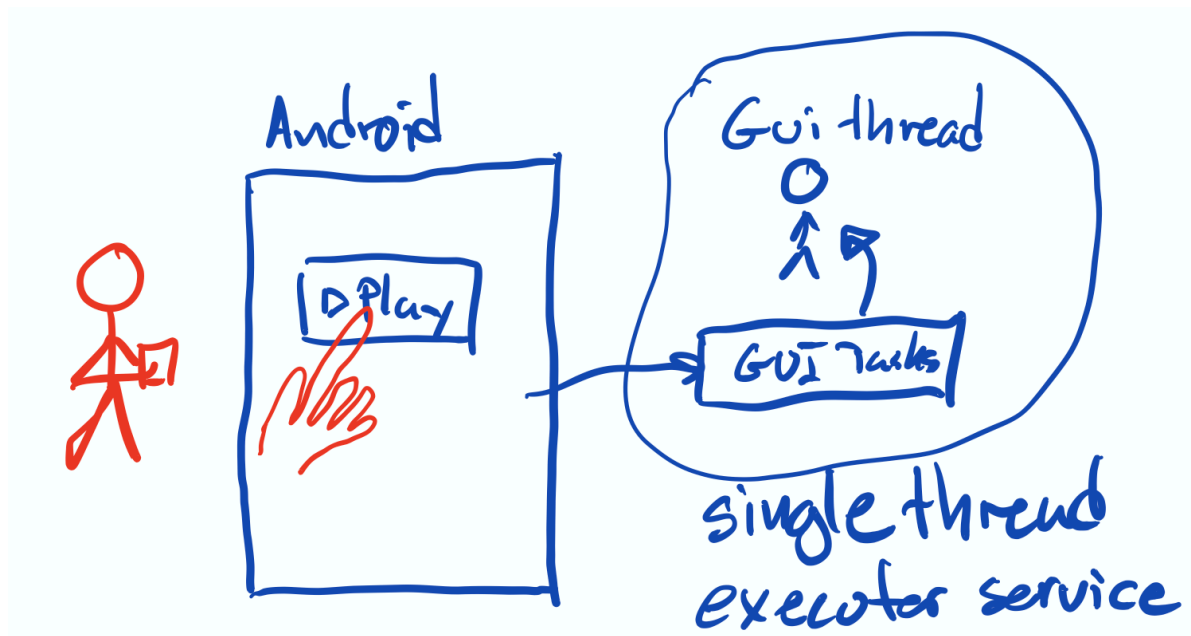 Android
Gui thread
Play
GUI Tasks
single thread
executor service